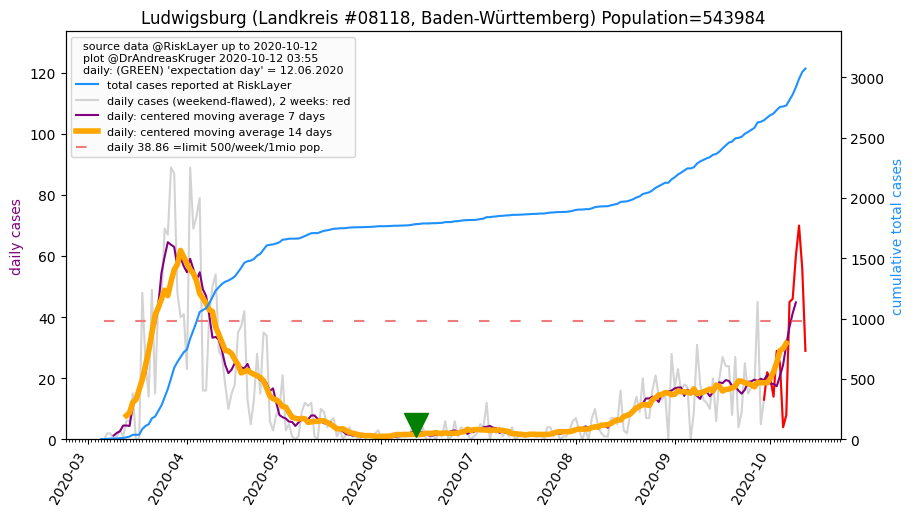 Ludwigsburg (Landkreis #08118, Baden-Württemberg) Population=543984
source data @RiskLayer up to 2020-10-12
plot @DrAndreasKruger 2020-10-12 03:55
daily: (GREEN) 'expectation day' = 12.06.2020
total cases reported at RiskLayer
daily cases (weekend-flawed), 2 weeks: red
daily: centered moving average 7 days
daily: centered moving average 14 days
daily 38.86 =limit 500/week/1mio pop.
daily cases
120
100
80
60
40
20
0
cumulative total cases
3000
2500
2000
1500
1000
500
0
2020-03
2020-04
2020-05
2020-06
2020-07
2020-08
2020-09
2020-10